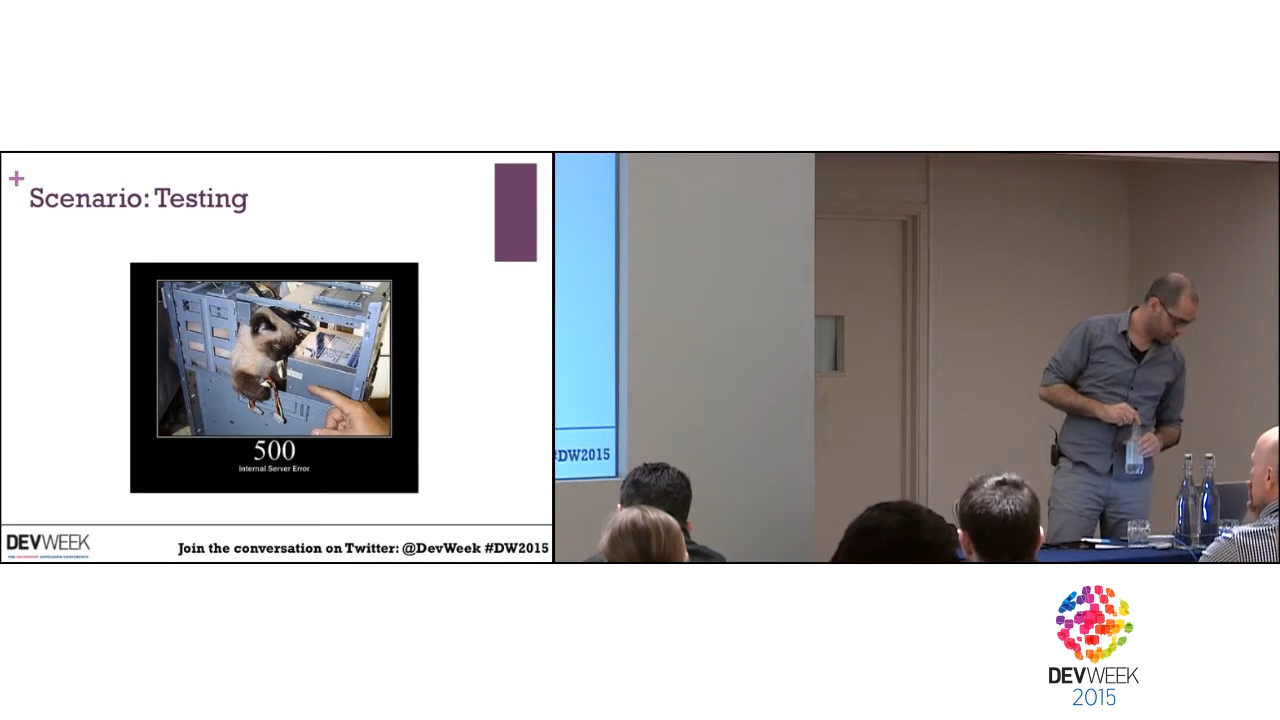 +
Scenario: Testing
500
Internal Server Error
DEVWEEK
Join the conversation on Twitter: @DevWeek #DW2015
#DW2015
DEVWEEK
2015